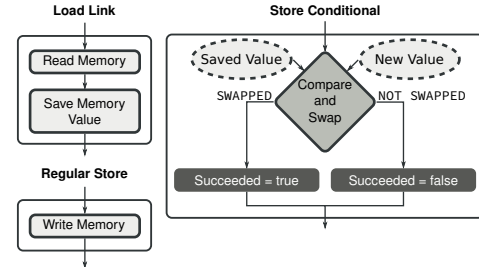 Load Link
Read Memory
Save Memory
Value
Regular Store
Write Memory
Store Conditional
Saved Value
New Value
Compare
and
Swap
SWAPPED
NOT SWAPPED
Succeeded = true
Succeeded = false